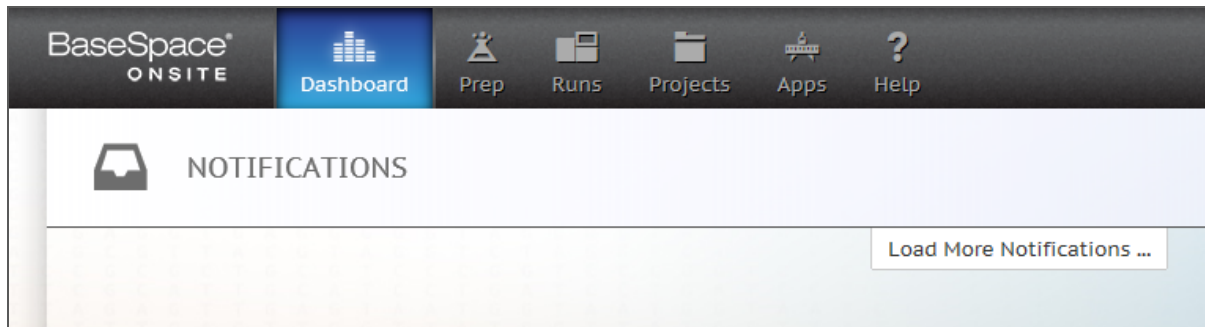 BaseSpace®
ONSITE
Dashboard
Prep
Runs
Projects
Apps
Help
NOTIFICATIONS
Load More Notifications ...